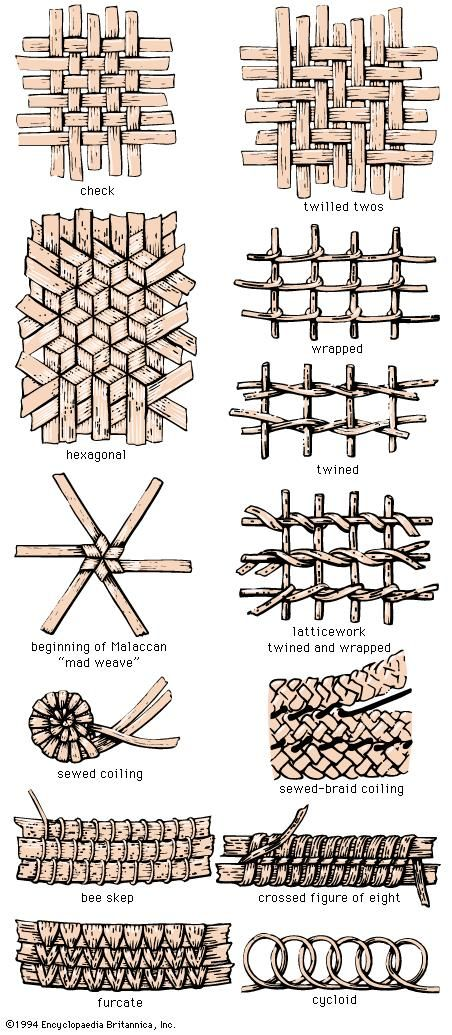 check
twilled twos
wrapped
hexagonal
twined
beginning of Malaccan
"mad weave"
latticework
twined and wrapped
sewed coiling
sewed-braid coiling
bee skep
crossed figure of eight
furcate
cycloid
©1994 Encyclopaedia Britannica, Inc.